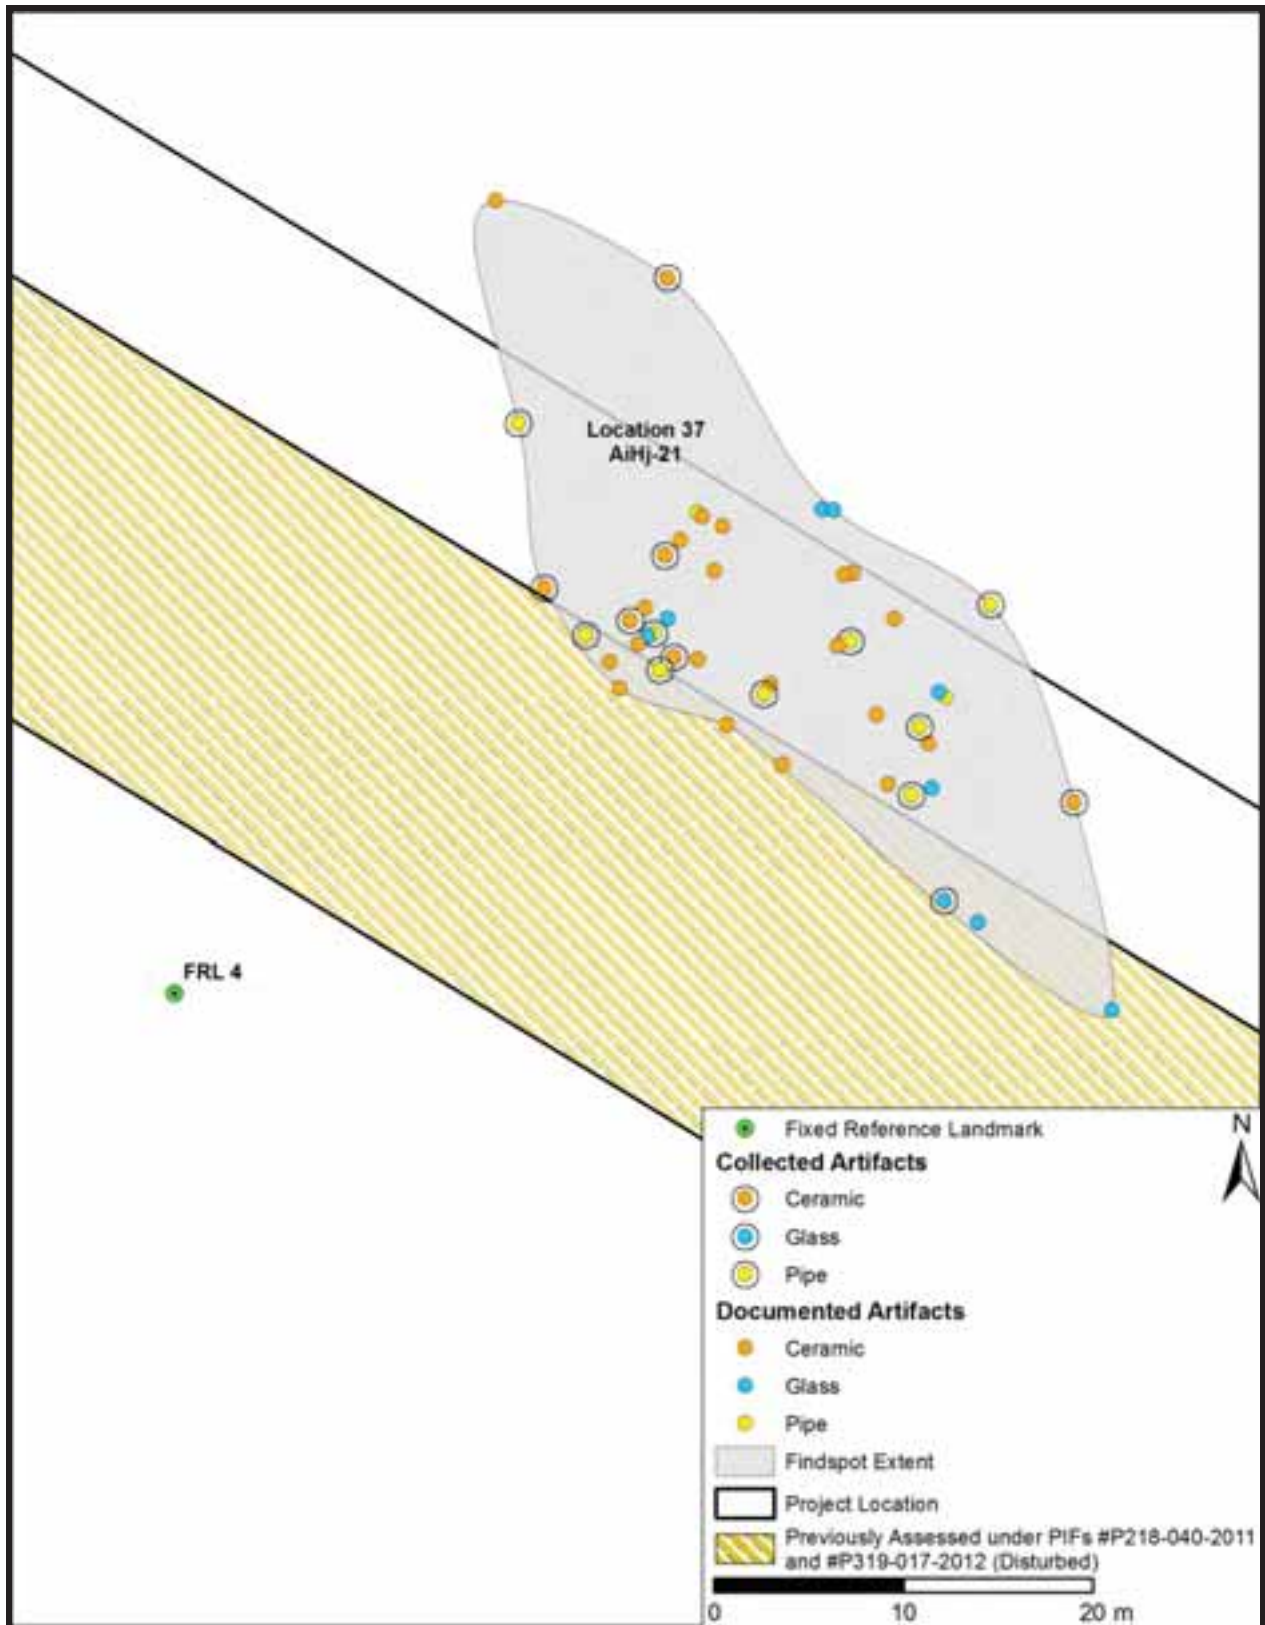 Location 37
AiHj-21
FRL 4
N
Fixed Reference Landmark
Collected Artifacts
Ceramic
Glass
Pipe
Documented Artifacts
Ceramic
Glass
Pipe
Findspot Extent
Project Location
Previously Assessed under PIFs #P218-040-2011
and #P319-017-2012 (Disturbed)
0 10 20 m